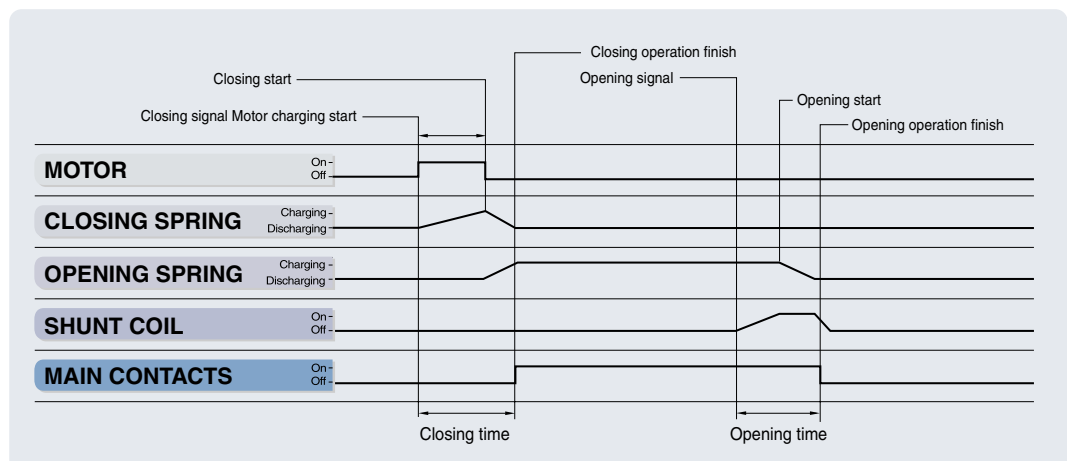 Closing operation finish
Closing start
Opening signal
Opening start
Closing signal Motor charging start
Opening operation finish
MOTOR
On
Off
CLOSING SPRING
Charging
Discharging
OPENING SPRING
Charging
Discharging
SHUNT COIL
On
Off
MAIN CONTACTS
On
Off
Closing time
Opening time